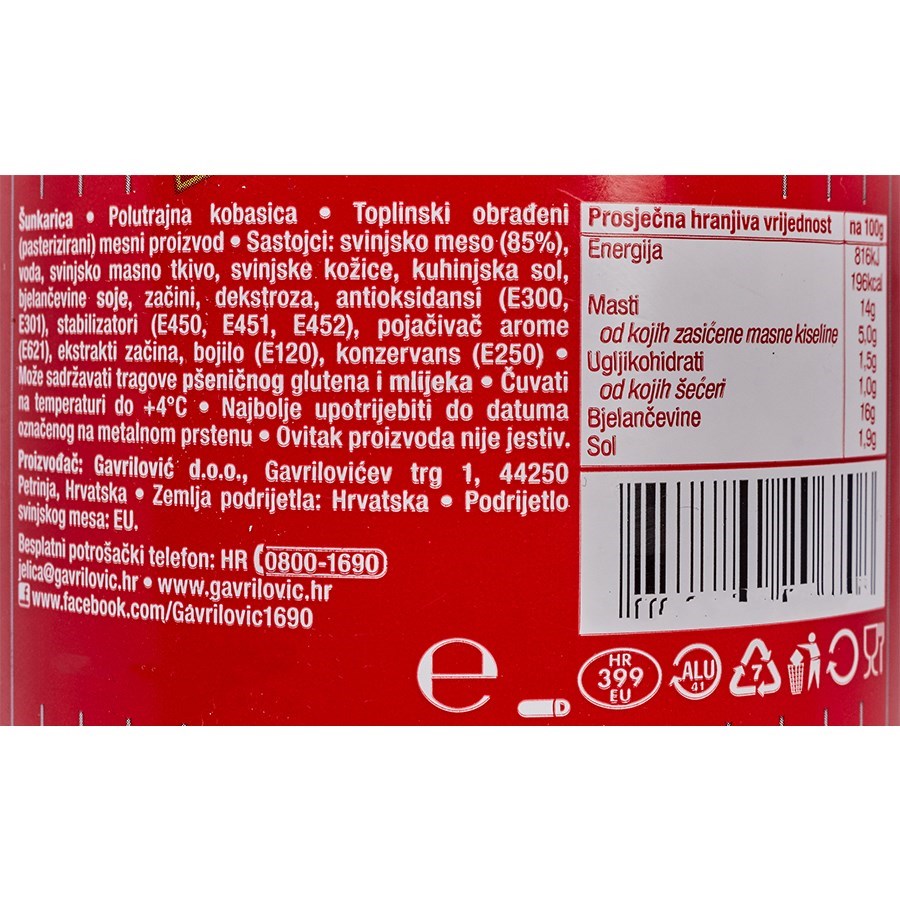 Šunkarica • Polutrajna kobasica • Toplinski obrađeni
(pasterizirani) mesni proizvod • Sastojci: svinjsko meso (85%),
voda, svinjsko masno tkivo, svinjske kožice, kuhinjska sol,
bjelančevine soje, začini, dekstroza, antioksidansi (E300,
E301), stabilizatori (E450, E451, E452), pojačivač arome
(E621), ekstrakti začina, bojilo (E120), konzervans (E250) •
Može sadržavati tragove pšeničnog glutena i mlijeka • Čuvati
na temperaturi do +4°C • Najbolje upotrijebiti do datuma
označenog na metalnom prstenu • Ovitak proizvoda nije jestiv.
Proizvođač: Gavrilović d.o.o., Gavrilovićev trg 1, 44250
Petrinja, Hrvatska • Zemlja podrijetla: Hrvatska • Podrijetlo
svinjskog mesa: EU.
Besplatni potrošački telefon: HR 0800-1690
jelica@gavrilovic.hr • www.gavrilovic.hr
www.facebook.com/Gavrilovic1690
Prosječna hranjiva vrijednost na 100g
Energija 816kJ
196kcal
Masti 14g
od kojih zasićene masne kiseline 5,0g
Ugljikohidrati 1,5g
od kojih šećeri 1,0g
Bjelančevine 16g
Sol 1,9g
e
D
HR
399
EU
ALU
41
7